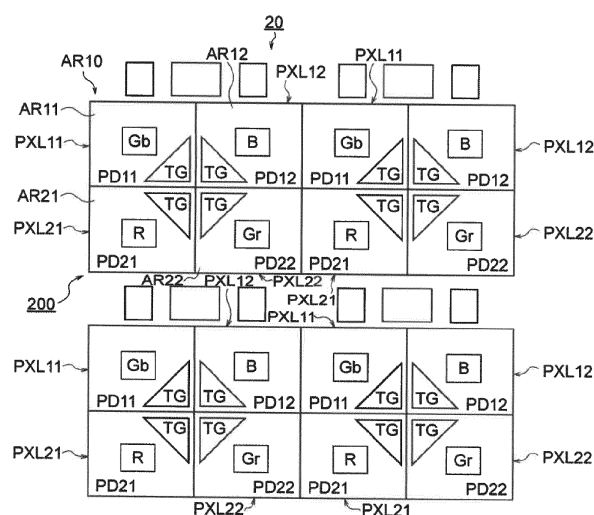 20
AR10 AR12 PXL12 PXL11
AR11
PXL11 Gb B Gb B PXL12
PD11 TG TG PD12 PD11 TG TG PD12
AR21 TG TG TG TG
PXL21 R Gr R Gr PXL22
PD21 PD22 PD21 PD22
AR22 PXL12 PXL22 PXL21
200
PXL11
PXL11 Gb B Gb B PXL12
PD11 TG TG PD12 PD11 TG TG PD12
TG TG TG TG
PXL21 R Gr R Gr PXL22
PD21 PD22 PD21 PD22
PXL22 PXL21